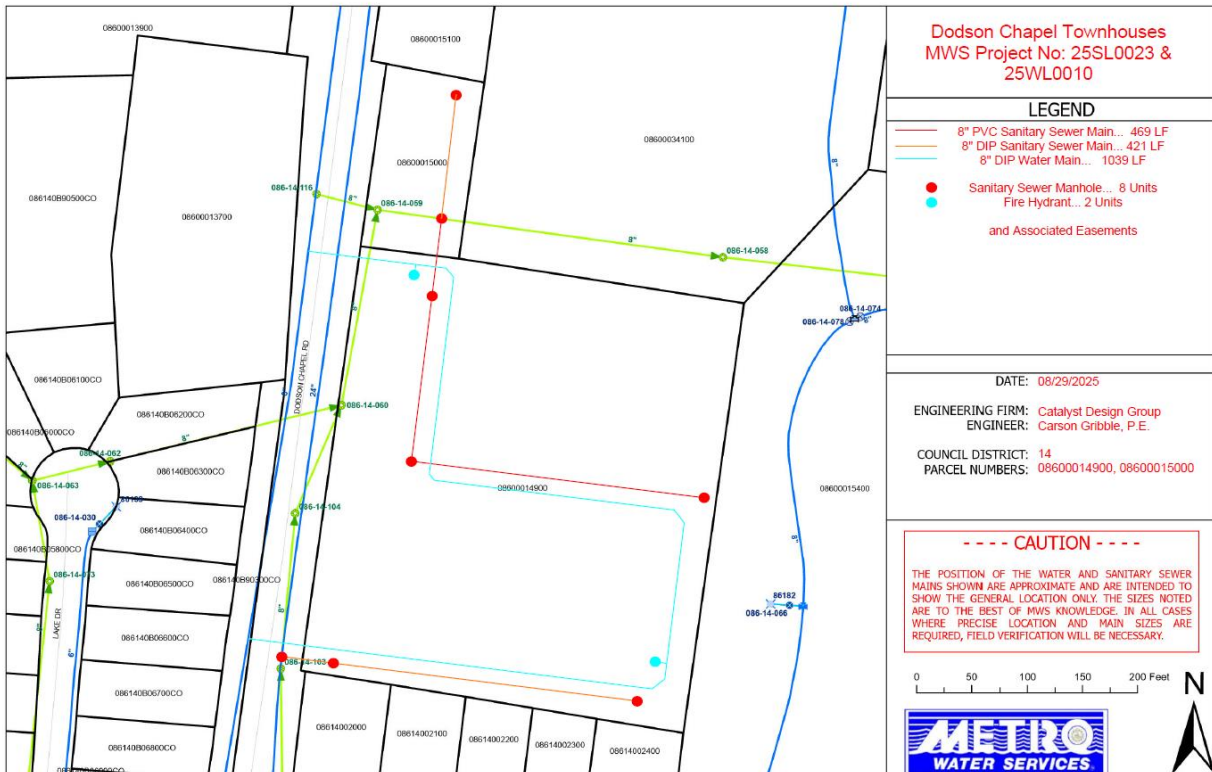 08600013900
08600015100
08600034100
08600015000
086-14-116
8"
086-14-059
086140B90500CO
08600013700
8"
086-14-058
8"
086-14-074
086-14-078
8"
DODSON CHAPEL RD
24"
086140B06100CO
086140B06200CO
086-14-060
086140B06000CO
8"
086-14-062
086140B06300CO
8"
086-14-063
08600014900
08600015400
086-14-030
086-14-104
086140B06400CO
086140B05800CO
8"
086-14-073
086140B90300CO
086140B06500CO
8"
86182
086-14-066
LAKE DR
8"
6"
086140B06600CO
086-14-103
086140B06700CO
08614002000
08614002100
08614002200
08614002300
08614002400
086140B06800CO
Dodson Chapel Townhouses
MWS Project No: 25SL0023 &
25WL0010
LEGEND
8" PVC Sanitary Sewer Main... 469 LF
8" DIP Sanitary Sewer Main... 421 LF
8" DIP Water Main... 1039 LF
Sanitary Sewer Manhole... 8 Units
Fire Hydrant... 2 Units
and Associated Easements
DATE: 08/29/2025
ENGINEERING FIRM: Catalyst Design Group
ENGINEER: Carson Gribble, P.E.
COUNCIL DISTRICT: 14
PARCEL NUMBERS: 08600014900, 08600015000
- - - - CAUTION - - - -
THE POSITION OF THE WATER AND SANITARY SEWER
MAINS SHOWN ARE APPROXIMATE AND ARE INTENDED TO
SHOW THE GENERAL LOCATION ONLY. THE SIZES NOTED
ARE TO THE BEST OF MWS KNOWLEDGE. IN ALL CASES
WHERE PRECISE LOCATION AND MAIN SIZES ARE
REQUIRED, FIELD VERIFICATION WILL BE NECESSARY.
0 50 100 150 200 Feet
N
METRO
WATER SERVICES